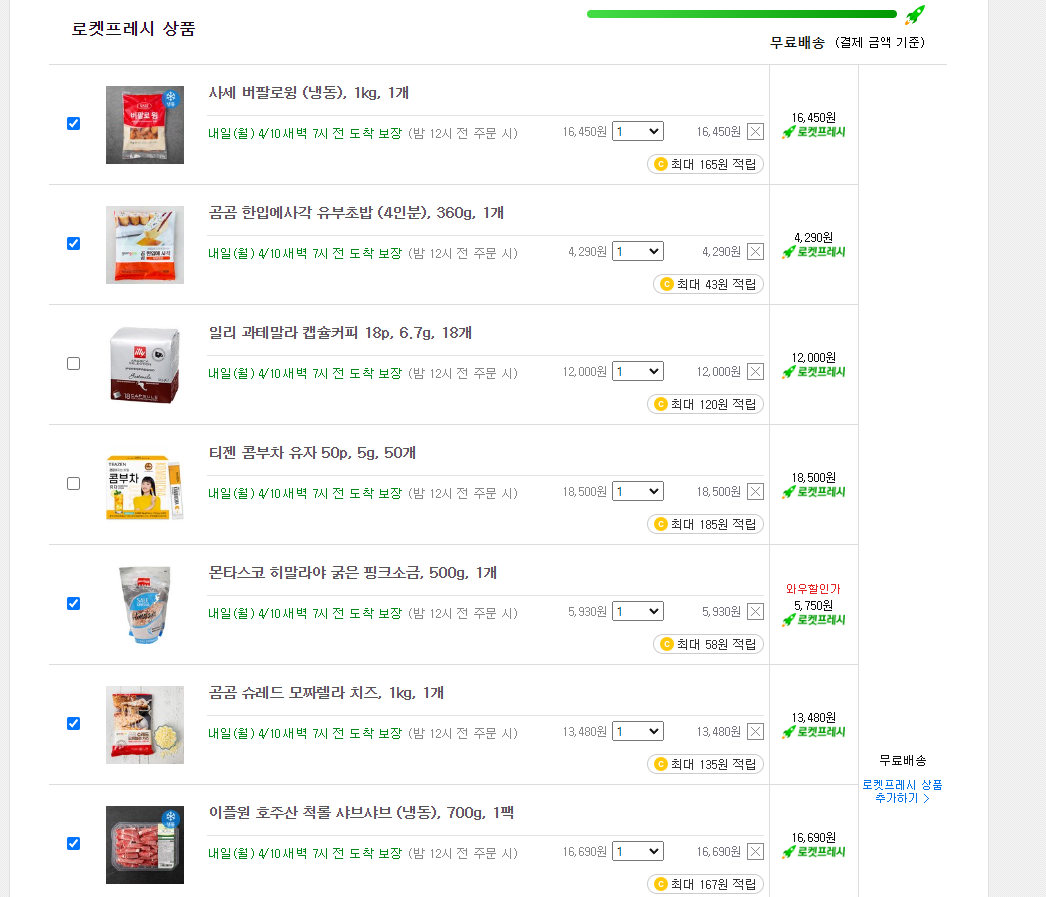 로켓프레시 상품
무료배송 (결제 금액 기준)
사세 버팔로윙 (냉동), 1kg, 1개
내일(월) 4/10 새벽 7시 전 도착 보장 (밤 12시 전 주문 시) 16,450원 1 16,450원
최대 165원 적립
16,450원
로켓프레시
곰곰 한입에사각 유부초밥 (4인분), 360g, 1개
내일(월) 4/10 새벽 7시 전 도착 보장 (밤 12시 전 주문 시) 4,290원 1 4,290원
최대 43원 적립
4,290원
로켓프레시
일리 과테말라 캡슐커피 18p, 6.7g, 18개
내일(월) 4/10 새벽 7시 전 도착 보장 (밤 12시 전 주문 시) 12,000원 1 12,000원
최대 120원 적립
12,000원
로켓프레시
티젠 콤부차 유자 50p, 5g, 50개
내일(월) 4/10 새벽 7시 전 도착 보장 (밤 12시 전 주문 시) 18,500원 1 18,500원
최대 185원 적립
18,500원
로켓프레시
몬타스코 히말라야 굵은 핑크소금, 500g, 1개
내일(월) 4/10 새벽 7시 전 도착 보장 (밤 12시 전 주문 시) 5,930원 1 5,930원
최대 58원 적립
와우할인가
5,750원
로켓프레시
곰곰 슈레드 모짜렐라 치즈, 1kg, 1개
내일(월) 4/10 새벽 7시 전 도착 보장 (밤 12시 전 주문 시) 13,480원 1 13,480원
최대 135원 적립
13,480원
로켓프레시
무료배송
로켓프레시 상품
추가하기 >
이플원 호주산 척롤 샤브샤브 (냉동), 700g, 1팩
내일(월) 4/10 새벽 7시 전 도착 보장 (밤 12시 전 주문 시) 16,690원 1 16,690원
최대 167원 적립
16,690원
로켓프레시
버팔로윙
냉동
illy
18 CAPSULE
TEAZEN
콤부차
냉동